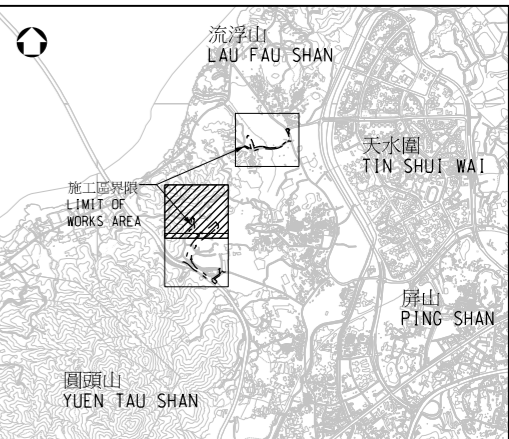 流浮山
LAU FAU SHAN
天水圍
TIN SHUI WAI
施工區界限
LIMIT OF
WORKS AREA
屏山
PING SHAN
圓頭山
YUEN TAU SHAN